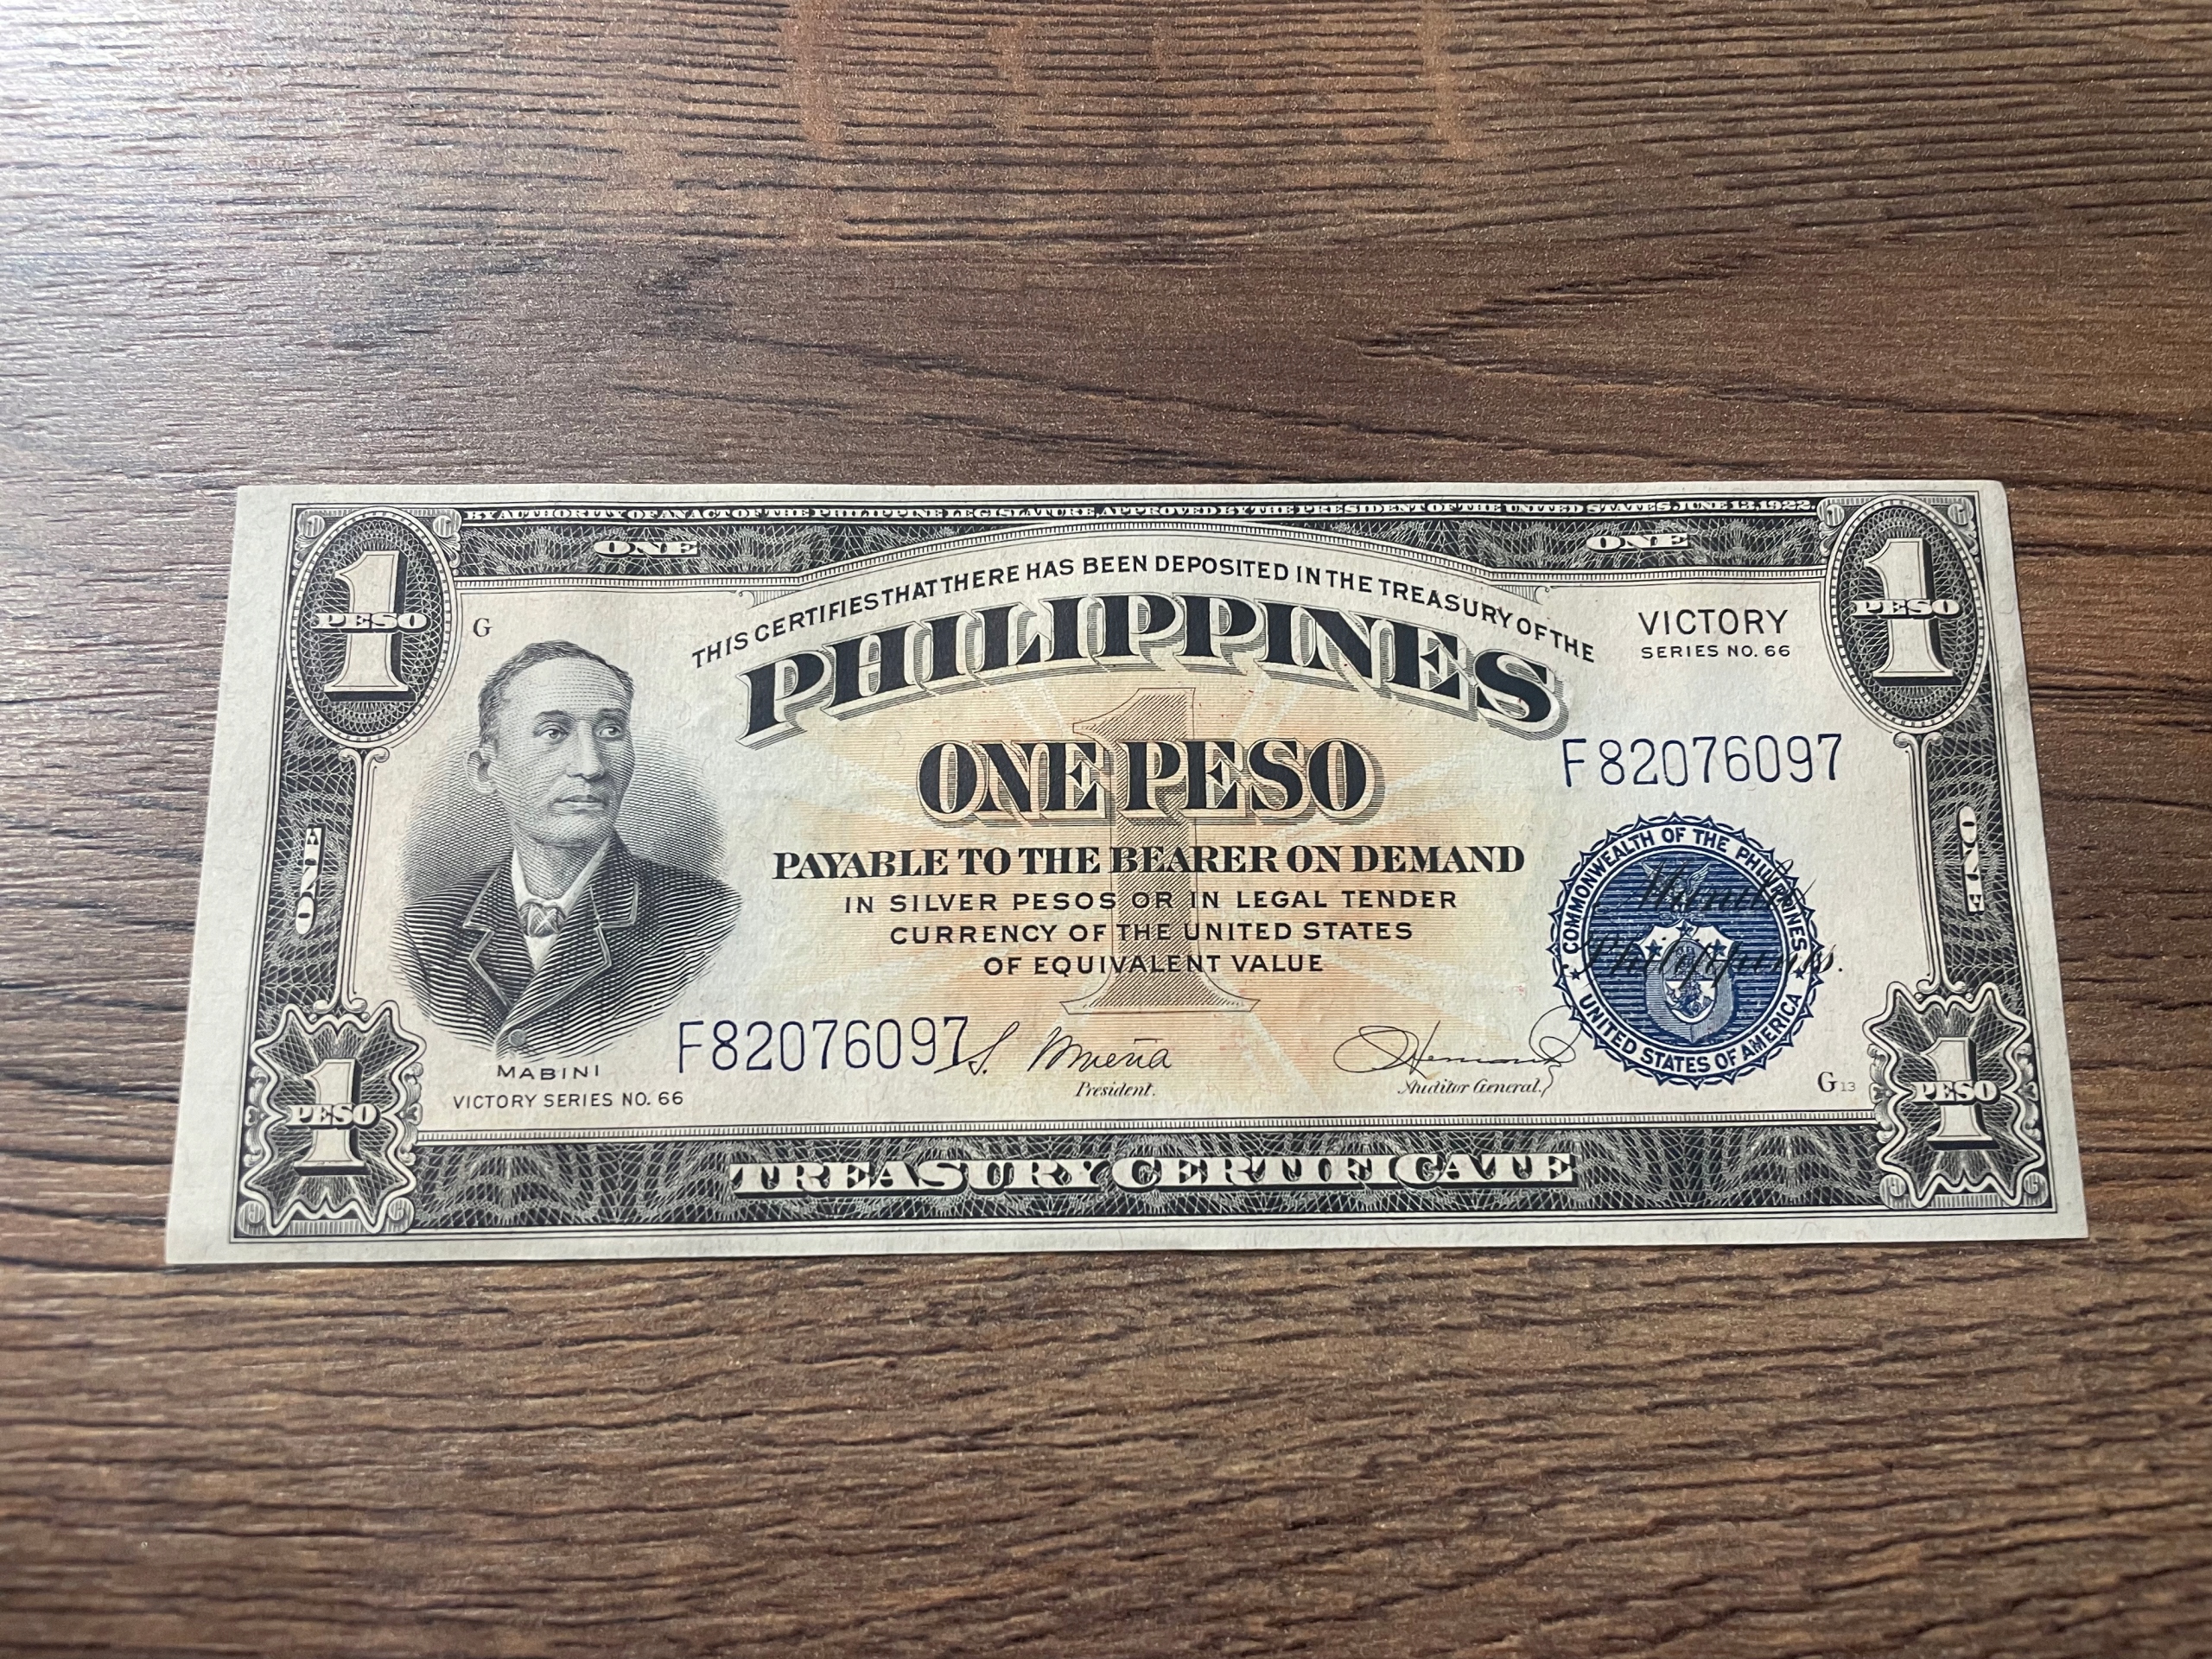 BY AUTHORITY OF AN ACT OF THE PHILIPPINE LEGISLATURE, APPROVED BY THE PRESIDENT OF THE UNITED STATES, JUNE 13, 1922
ONE
ONE
1
PESO
1
PESO
G
THIS CERTIFIES THAT THERE HAS BEEN DEPOSITED IN THE TREASURY OF THE
PHILIPPINES
VICTORY
SERIES NO. 66
1
ONE PESO
F82076097
ONE
ONE
PAYABLE TO THE BEARER ON DEMAND
IN SILVER PESOS OR IN LEGAL TENDER
CURRENCY OF THE UNITED STATES
OF EQUIVALENT VALUE
COMMONWEALTH OF THE PHILIPPINES
Manila
Philippines.
UNITED STATES OF AMERICA
F82076097
S. Osmeña
President.
Auditor General.
MABINI
VICTORY SERIES NO. 66
G13
1
PESO
1
PESO
TREASURY CERTIFICATE